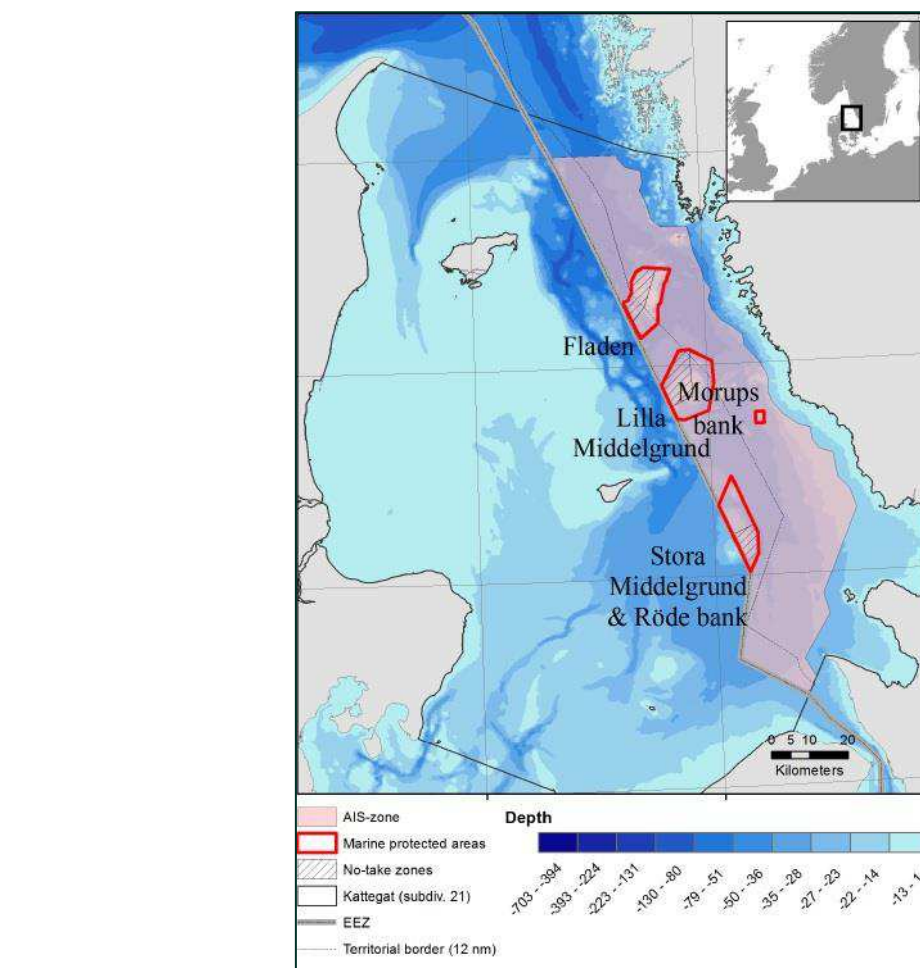 Fladen
Morups
bank
Lilla
Middelgrund
Stora
Middelgrund
& Röde bank
0 5 10 20
Kilometers
AIS-zone
Marine protected areas
No-take zones
Kattegat (subdiv. 21)
EEZ
Territorial border (12 nm)
Depth
-703 - -394
-393 - -224
-223 - -131
-130 - -80
-79 - -51
-50 - -36
-35 - -28
-27 - -23
-22 - -14